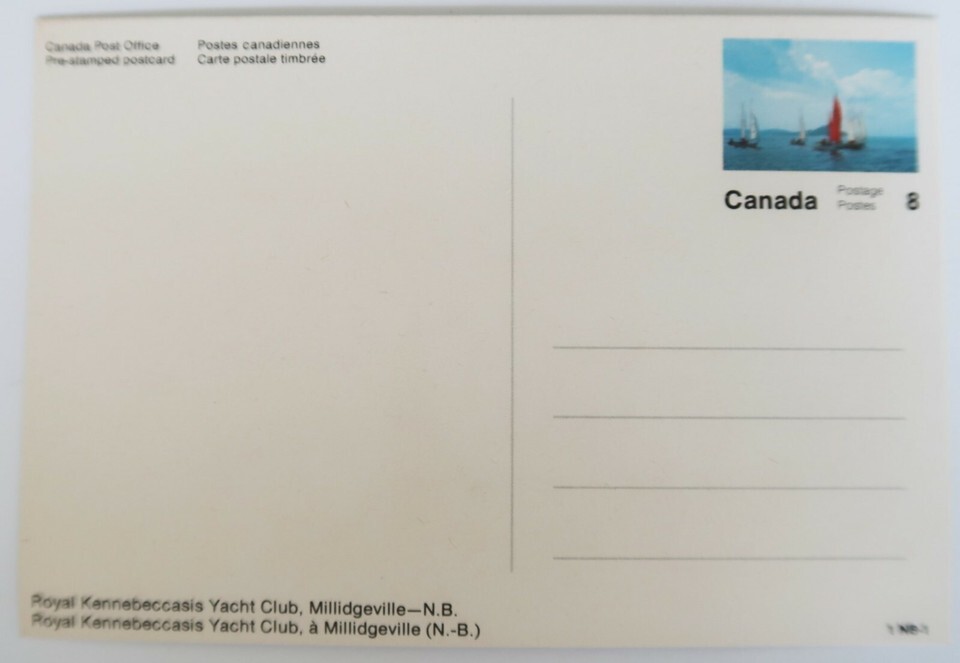 Canada Post Office
Pre-stamped postcard
Postes canadiennes
Carte postale timbrée
Canada
Postage
Postes
8
Royal Kennebeccasis Yacht Club, Millidgeville—N.B.
Royal Kennebeccasis Yacht Club, à Millidgeville (N.-B.)
NB-1